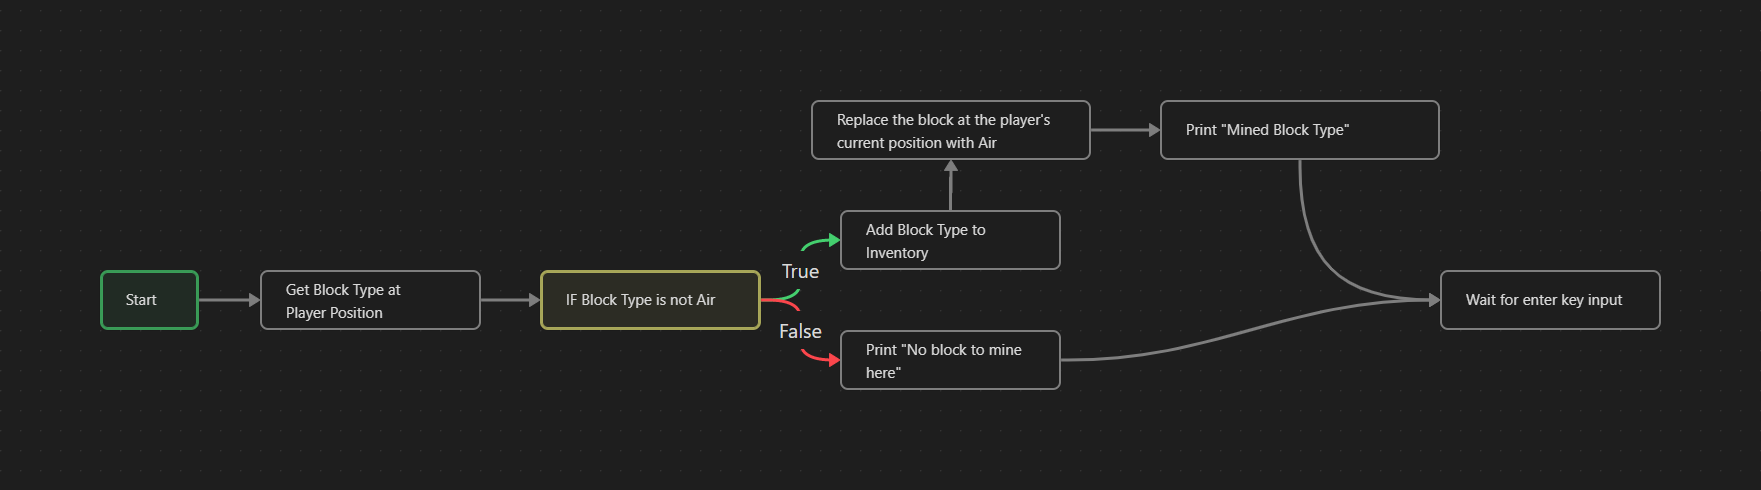 Start
Get Block Type at
Player Position
IF Block Type is not Air
True
False
Add Block Type to
Inventory
Replace the block at the player's
current position with Air
Print "Mined Block Type"
Print "No block to mine
here"
Wait for enter key input